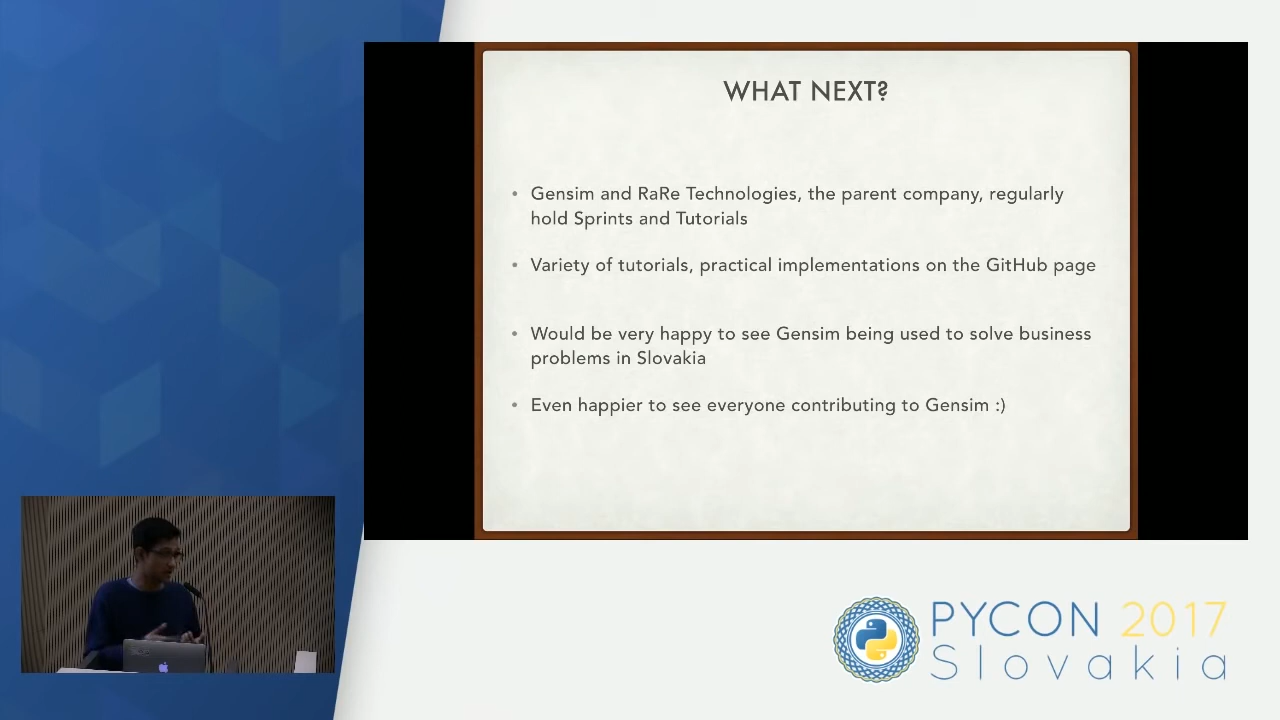 WHAT NEXT?
• Gensim and RaRe Technologies, the parent company, regularly
hold Sprints and Tutorials
• Variety of tutorials, practical implementations on the GitHub page
• Would be very happy to see Gensim being used to solve business
problems in Slovakia
• Even happier to see everyone contributing to Gensim :)
PYCON 2017
Slovakia